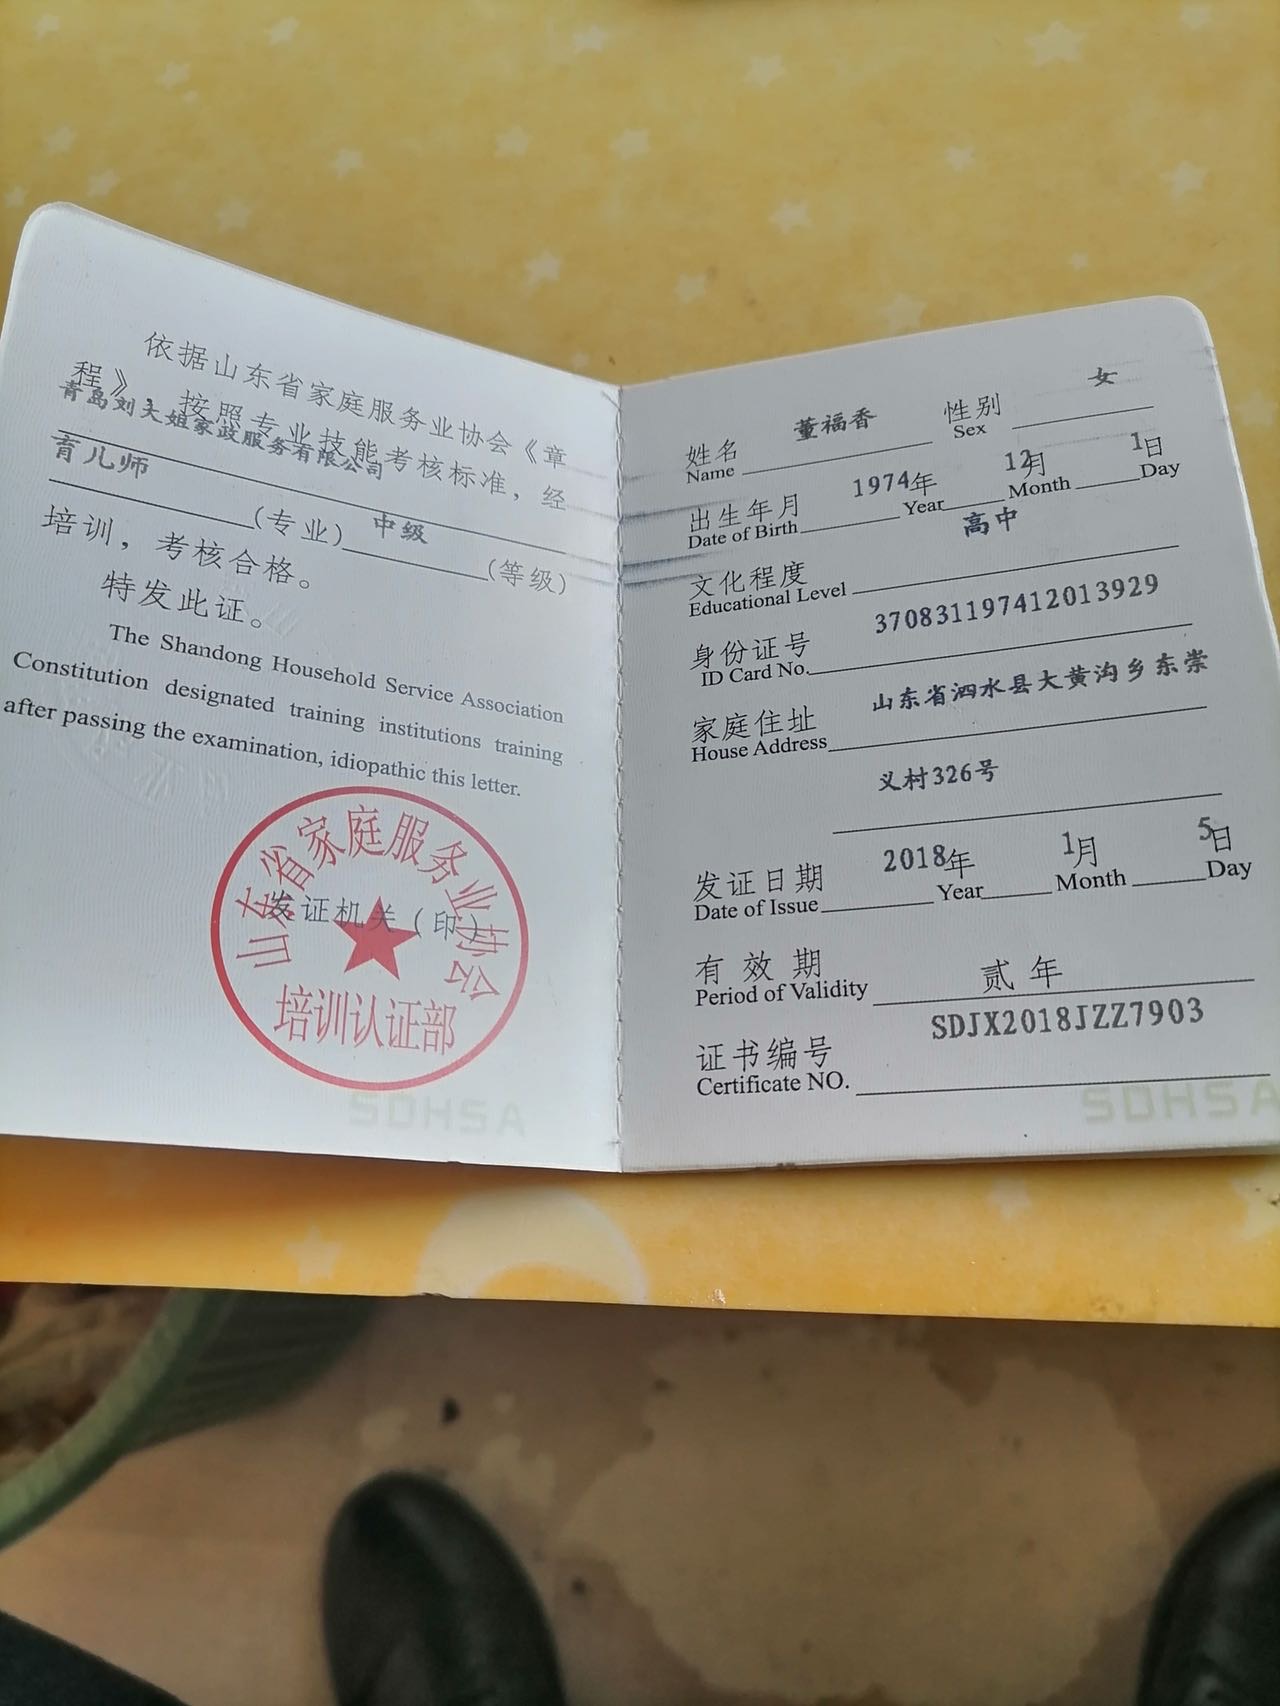 依据山东省家庭服务业协会《章
程》，按照专业技能考核标准，经
青岛刘大姐家政服务有限公司
育儿师(专业)中级(等级)
培训，考核合格。
特发此证。
The Shandong Household Service Association
Constitution designated training institutions training
after passing the examination, idiopathic this letter.
山东省家庭服务业协会
发证机关（印）
培训认证部
SDHSA
姓名 董福香 性别 女
Name Sex
出生年月 1974年 12月 1日
Date of Birth Year Month Day
文化程度 高中
Educational Level
身份证号 370831197412013929
ID Card No.
家庭住址 山东省泗水县大黄沟乡东崇
House Address
义村326号
发证日期 2018年 1月 5日
Date of Issue Year Month Day
有效期 贰年
Period of Validity
证书编号 SDJX2018JZZ7903
Certificate NO.
SDHSA